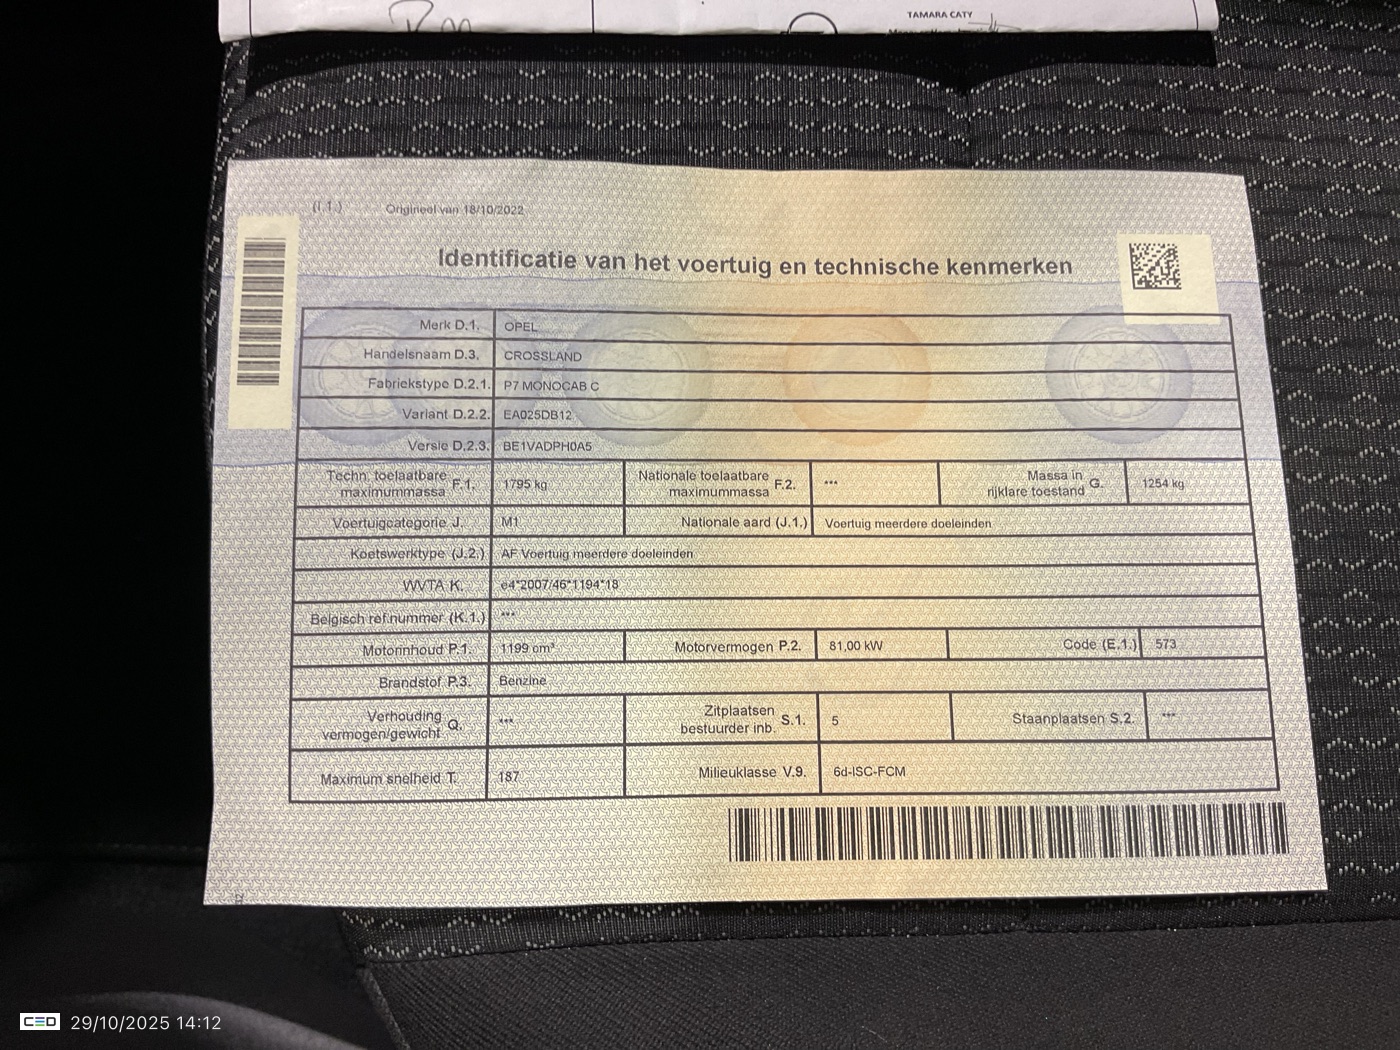 TAMARA CATY
(I.1.) Origineel van 18/10/2022
Identificatie van het voertuig en technische kenmerken
Merk D.1. OPEL
Handelsnaam D.3. CROSSLAND
Fabriekstype D.2.1. P7 MONOCAB C
Variant D.2.2. EA025DB12
Versie D.2.3. BE1VADPH0A5
Techn. toelaatbare maximummassa F.1. 1795 kg Nationale toelaatbare maximummassa F.2. *** Massa in rijklare toestand G. 1254 kg
Voertuigcategorie J. M1 Nationale aard (J.1.) Voertuig meerdere doeleinden
Koetswerktype (J.2.) AF Voertuig meerdere doeleinden
WVTA K. e4*2007/46*1194*18
Belgisch ref.nummer (K.1.) ***
Motorinhoud P.1. 1199 cm³ Motorvermogen P.2. 81,00 kW Code (E.1.) 573
Brandstof P.3. Benzine
Verhouding vermogen/gewicht Q. *** Zitplaatsen bestuurder inb. S.1. 5 Staanplaatsen S.2. ***
Maximum snelheid T. 187 Milieuklasse V.9. 6d-ISC-FCM
CED 29/10/2025 14:12